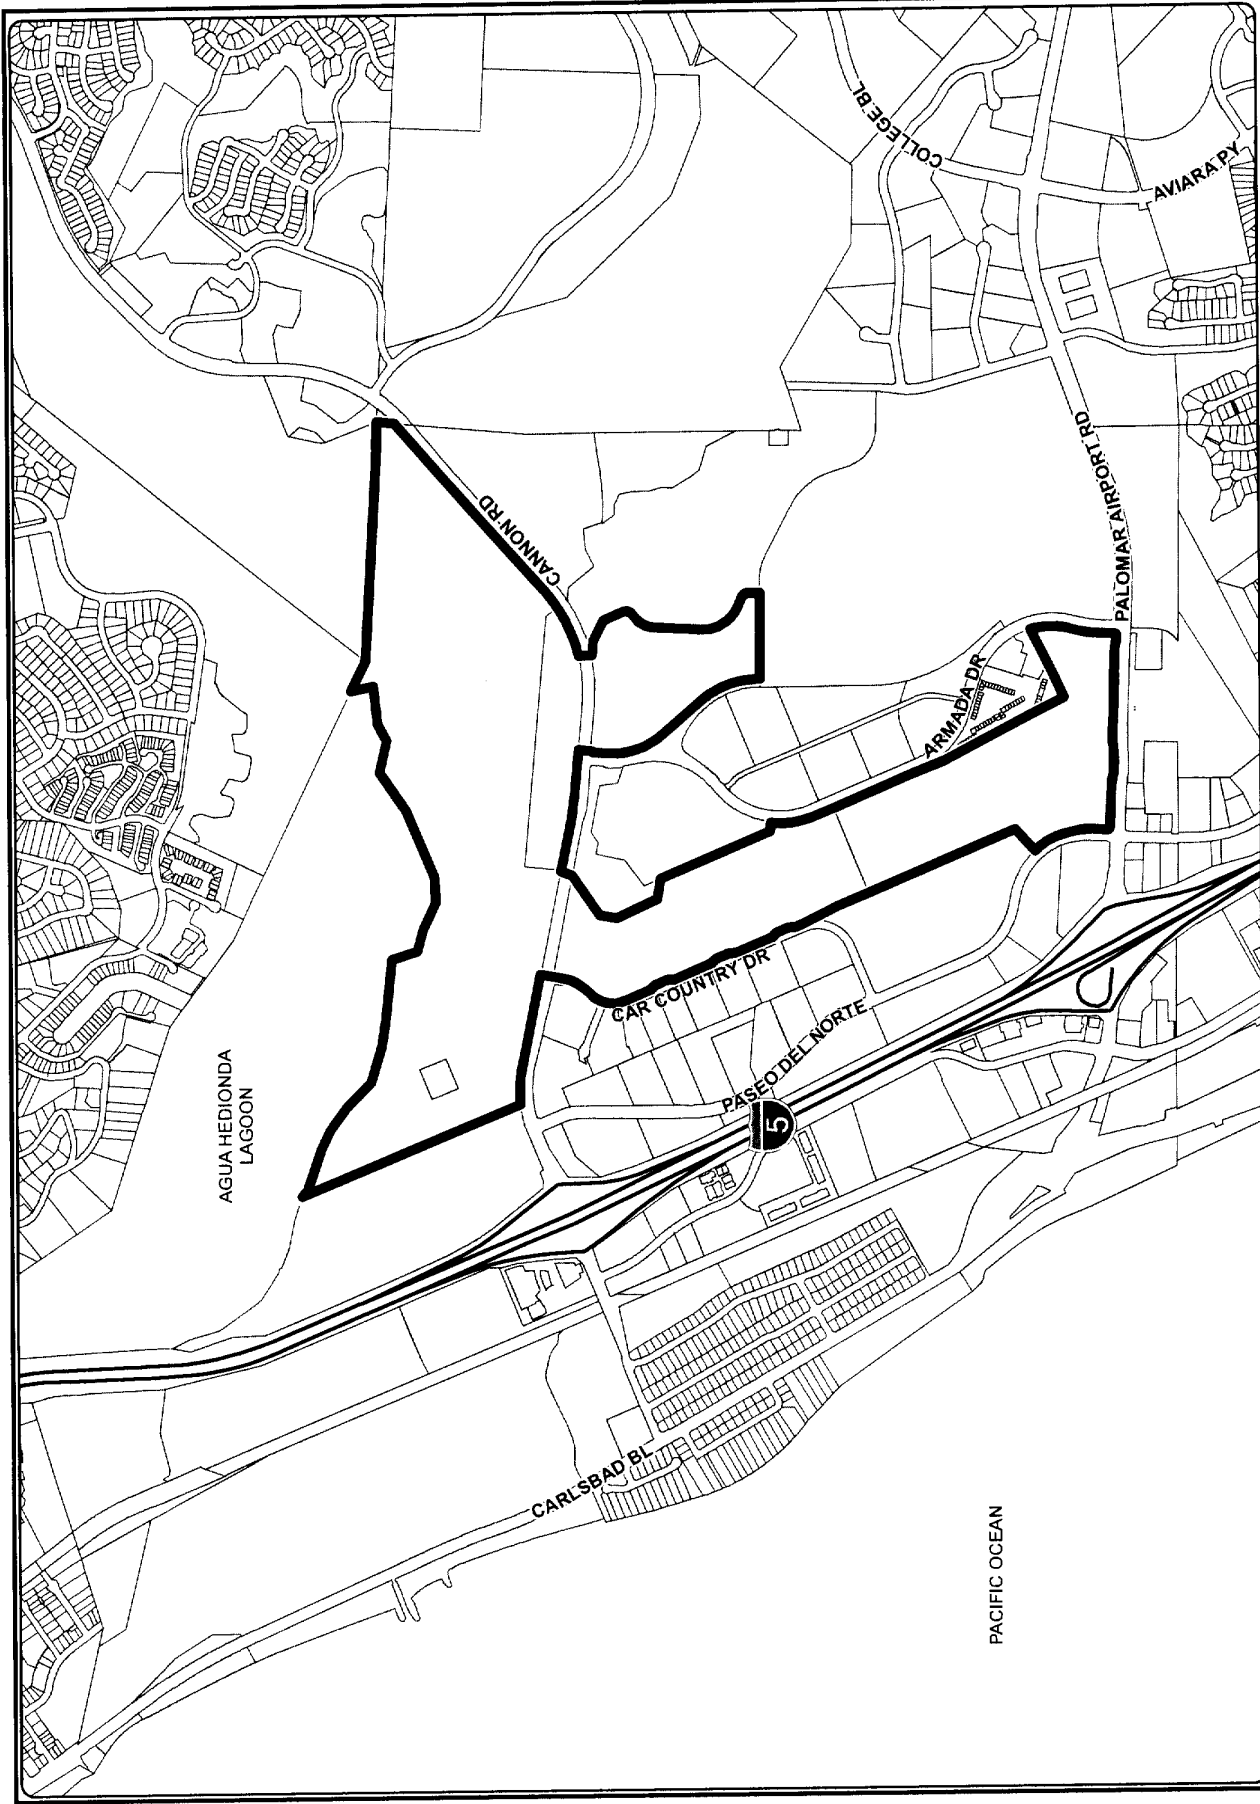 COLLEGE BL
AVIARA PY
CANNON RD
PALOMAR AIRPORT RD
ARMADA DR
CAR COUNTRY DR
PASEO DEL NORTE
5
AGUA HEDIONDA
LAGOON
CARLSBAD BL
PACIFIC OCEAN